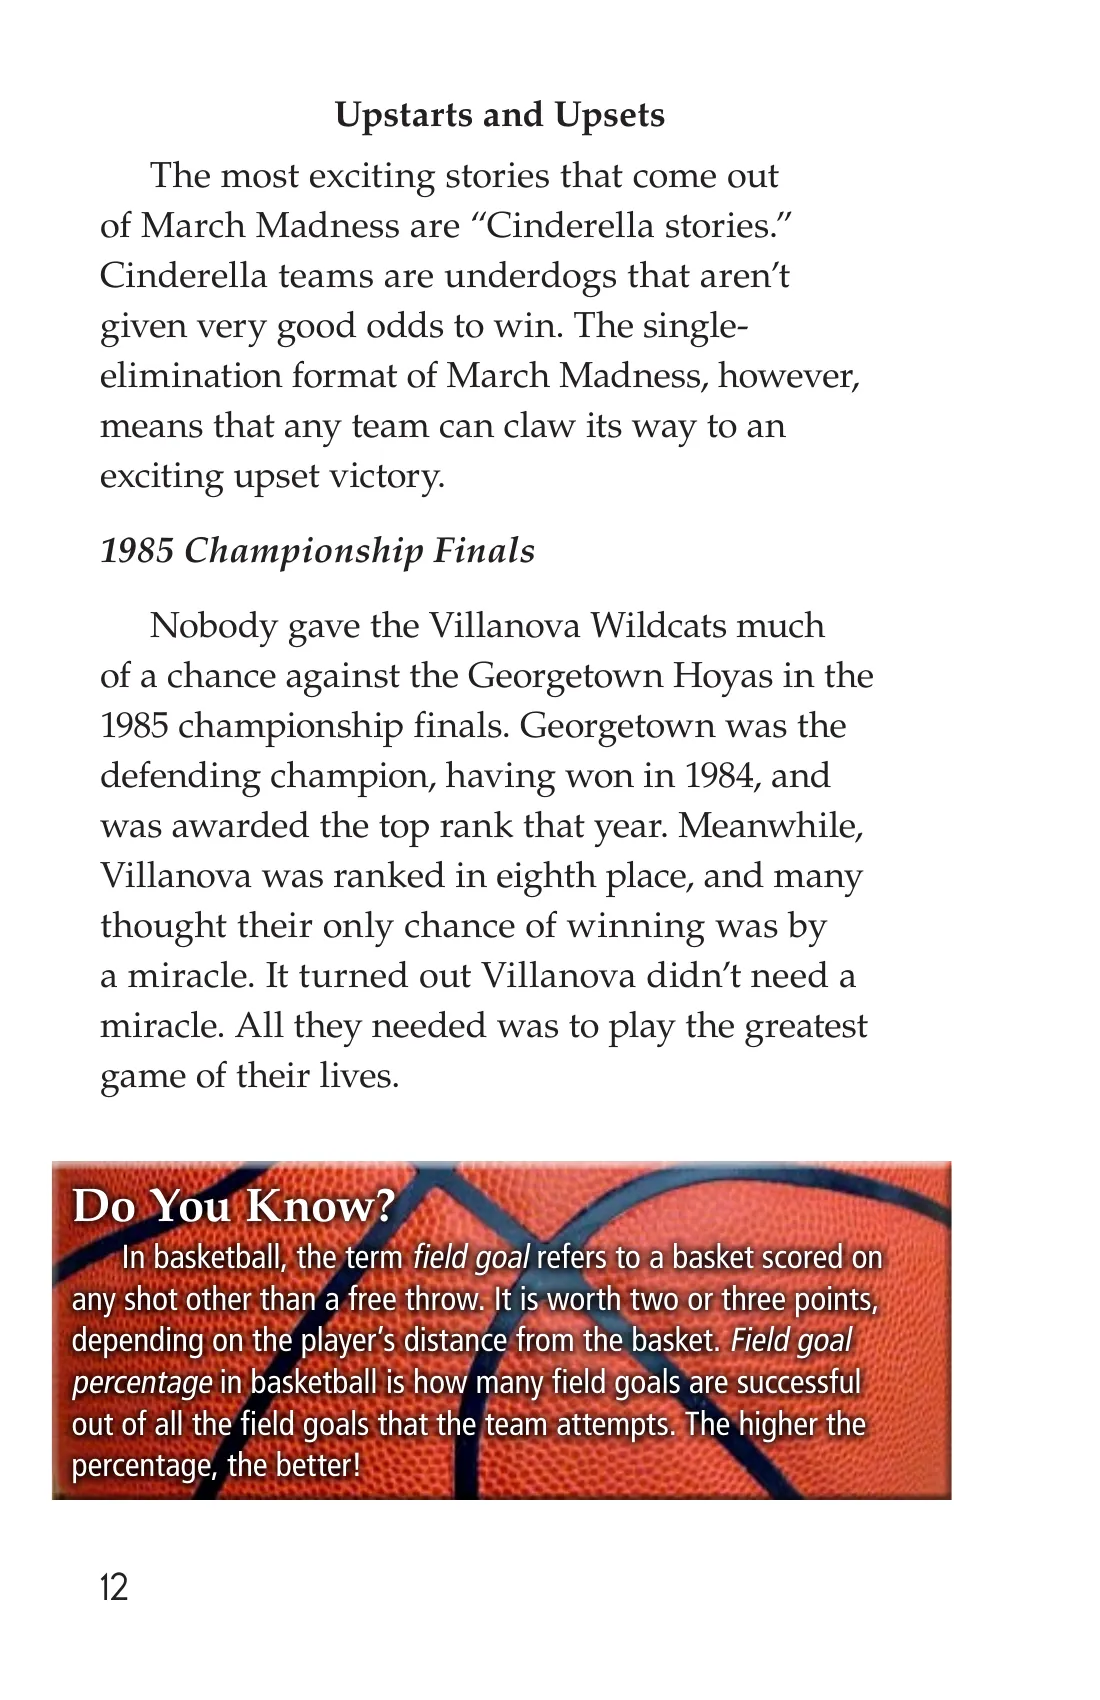 Upstarts and Upsets
The most exciting stories that come out
of March Madness are “Cinderella stories.”
Cinderella teams are underdogs that aren’t
given very good odds to win. The single-
elimination format of March Madness, however,
means that any team can claw its way to an
exciting upset victory.
1985 Championship Finals
Nobody gave the Villanova Wildcats much
of a chance against the Georgetown Hoyas in the
1985 championship finals. Georgetown was the
defending champion, having won in 1984, and
was awarded the top rank that year. Meanwhile,
Villanova was ranked in eighth place, and many
thought their only chance of winning was by
a miracle. It turned out Villanova didn’t need a
miracle. All they needed was to play the greatest
game of their lives.
Do You Know?
In basketball, the term field goal refers to a basket scored on
any shot other than a free throw. It is worth two or three points,
depending on the player’s distance from the basket. Field goal
percentage in basketball is how many field goals are successful
out of all the field goals that the team attempts. The higher the
percentage, the better!
12